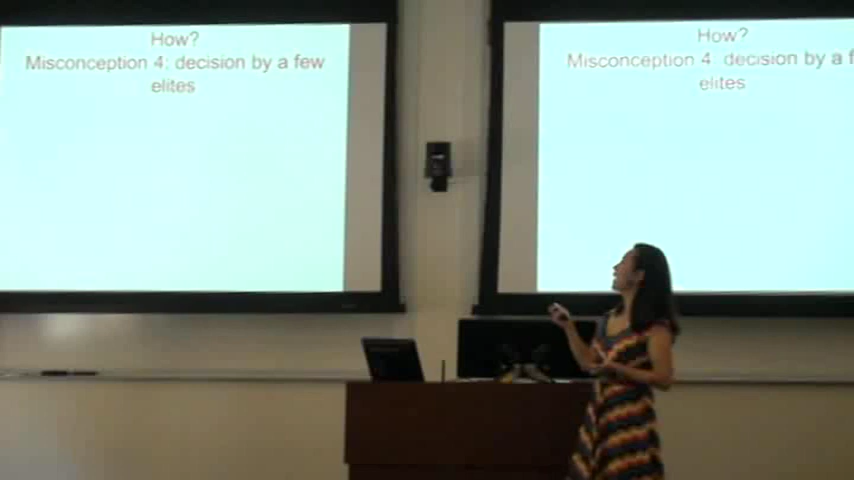 How?
Misconception 4: decision by a few
elites
How?
Misconception 4: decision by a f
elites